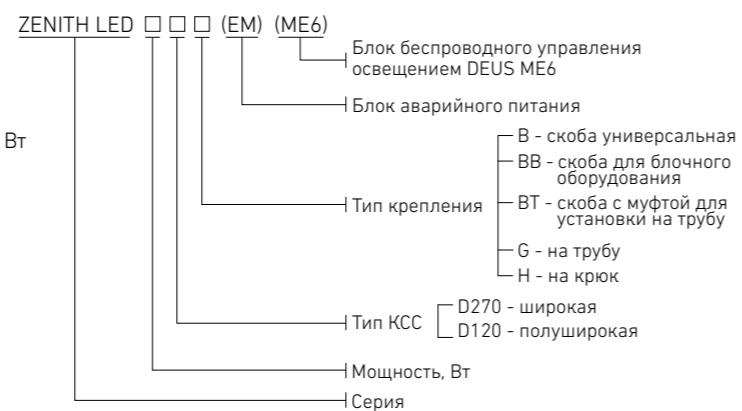 ZENITH LED □ □ □ (EM) (ME6)
Блок беспроводного управления
освещением DEUS ME6
Блок аварийного питания
Вт
B - скоба универсальная
BB - скоба для блочного
оборудования
Тип крепления
BT - скоба с муфтой для
установки на трубу
G - на трубу
H - на крюк
Тип КСС
D270 - широкая
D120 - полуширокая
Мощность, Вт
Серия